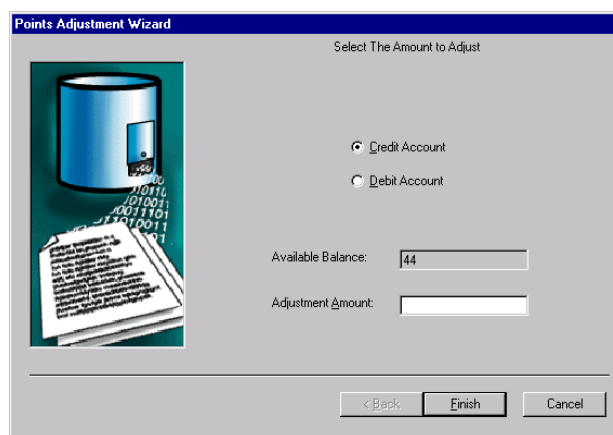 Points Adjustment Wizard
Select The Amount to Adjust
Credit Account
Debit Account
Available Balance: 44
Adjustment Amount:
< Back Finish Cancel